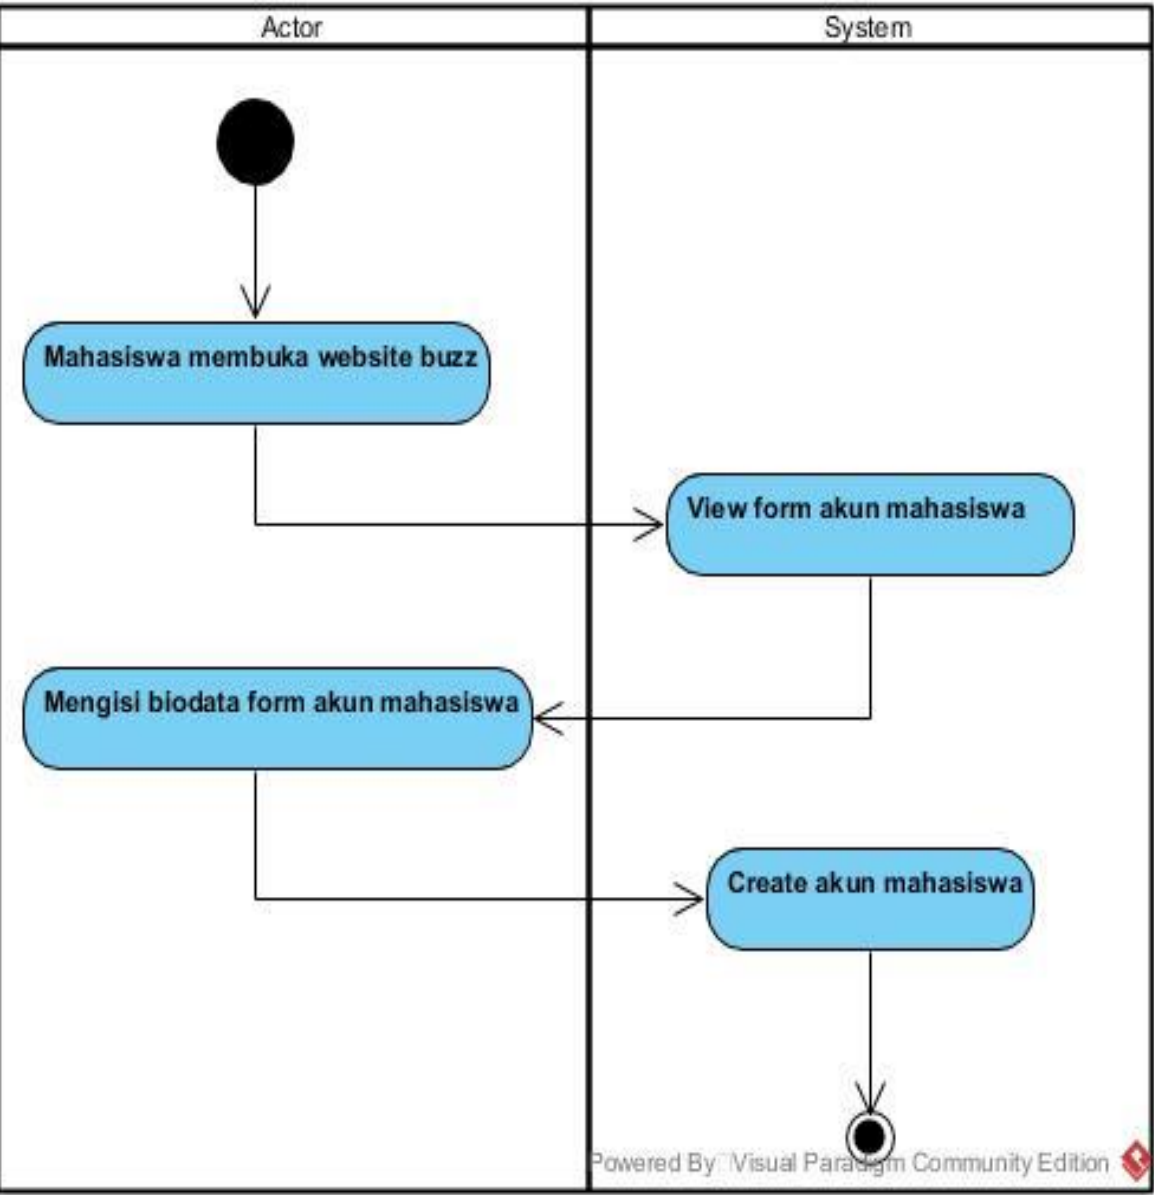 Actor
System
Mahasiswa membuka website buzz
View form akun mahasiswa
Mengisi biodata form akun mahasiswa
Create akun mahasiswa
Powered By Visual Paradigm Community Edition